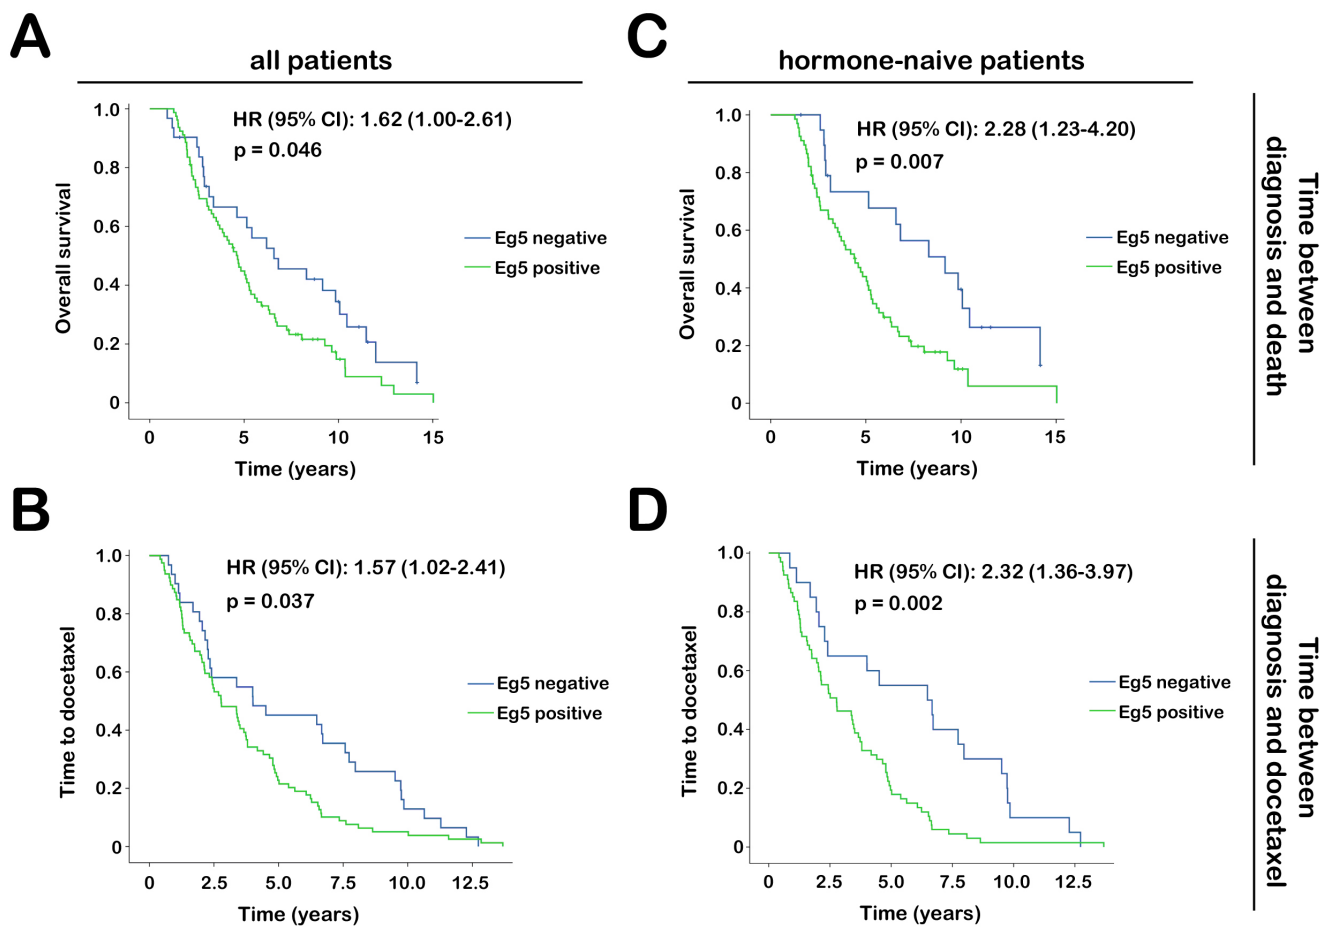 A
all patients
HR (95% CI): 1.62 (1.00-2.61)
p = 0.046
Overall survival
1.0
0.8
0.6
0.4
0.2
0
Eg5 negative
Eg5 positive
0 5 10 15
Time (years)
C
hormone-naive patients
HR (95% CI): 2.28 (1.23-4.20)
p = 0.007
Overall survival
1.0
0.8
0.6
0.4
0.2
0
Eg5 negative
Eg5 positive
0 5 10 15
Time (years)
Time between
diagnosis and death
B
HR (95% CI): 1.57 (1.02-2.41)
p = 0.037
Time to docetaxel
1.0
0.8
0.6
0.4
0.2
0
Eg5 negative
Eg5 positive
0 2.5 5.0 7.5 10.0 12.5
Time (years)
D
HR (95% CI): 2.32 (1.36-3.97)
p = 0.002
Time to docetaxel
1.0
0.8
0.6
0.4
0.2
0
Eg5 negative
Eg5 positive
0 2.5 5.0 7.5 10.0 12.5
Time (years)
Time between
diagnosis and docetaxel